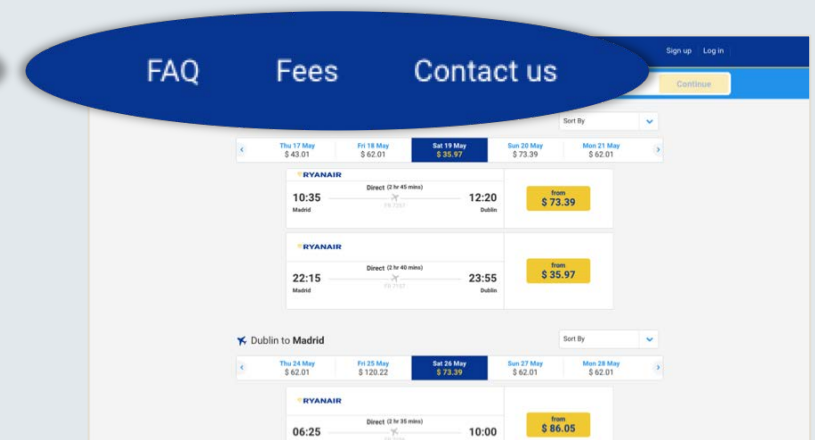 FAQ Fees Contact us
Sign up Log in
Continue
Sort By
Thu 17 May Fri 18 May Sat 19 May Sun 20 May Mon 21 May
$ 43.01 $ 62.01 $ 35.97 $ 73.39 $ 62.01
RYANAIR
Direct (2 hr 45 mins)
10:35 12:20
Madrid Dublin
from
$ 73.39
RYANAIR
Direct (2 hr 40 mins)
22:15 23:55
Madrid Dublin
from
$ 35.97
Dublin to Madrid
Sort By
Thu 24 May Fri 25 May Sat 26 May Sun 27 May Mon 28 May
$ 62.01 $ 120.22 $ 73.39 $ 62.01 $ 62.01
RYANAIR
Direct (2 hr 35 mins)
06:25 10:00
from
$ 86.05